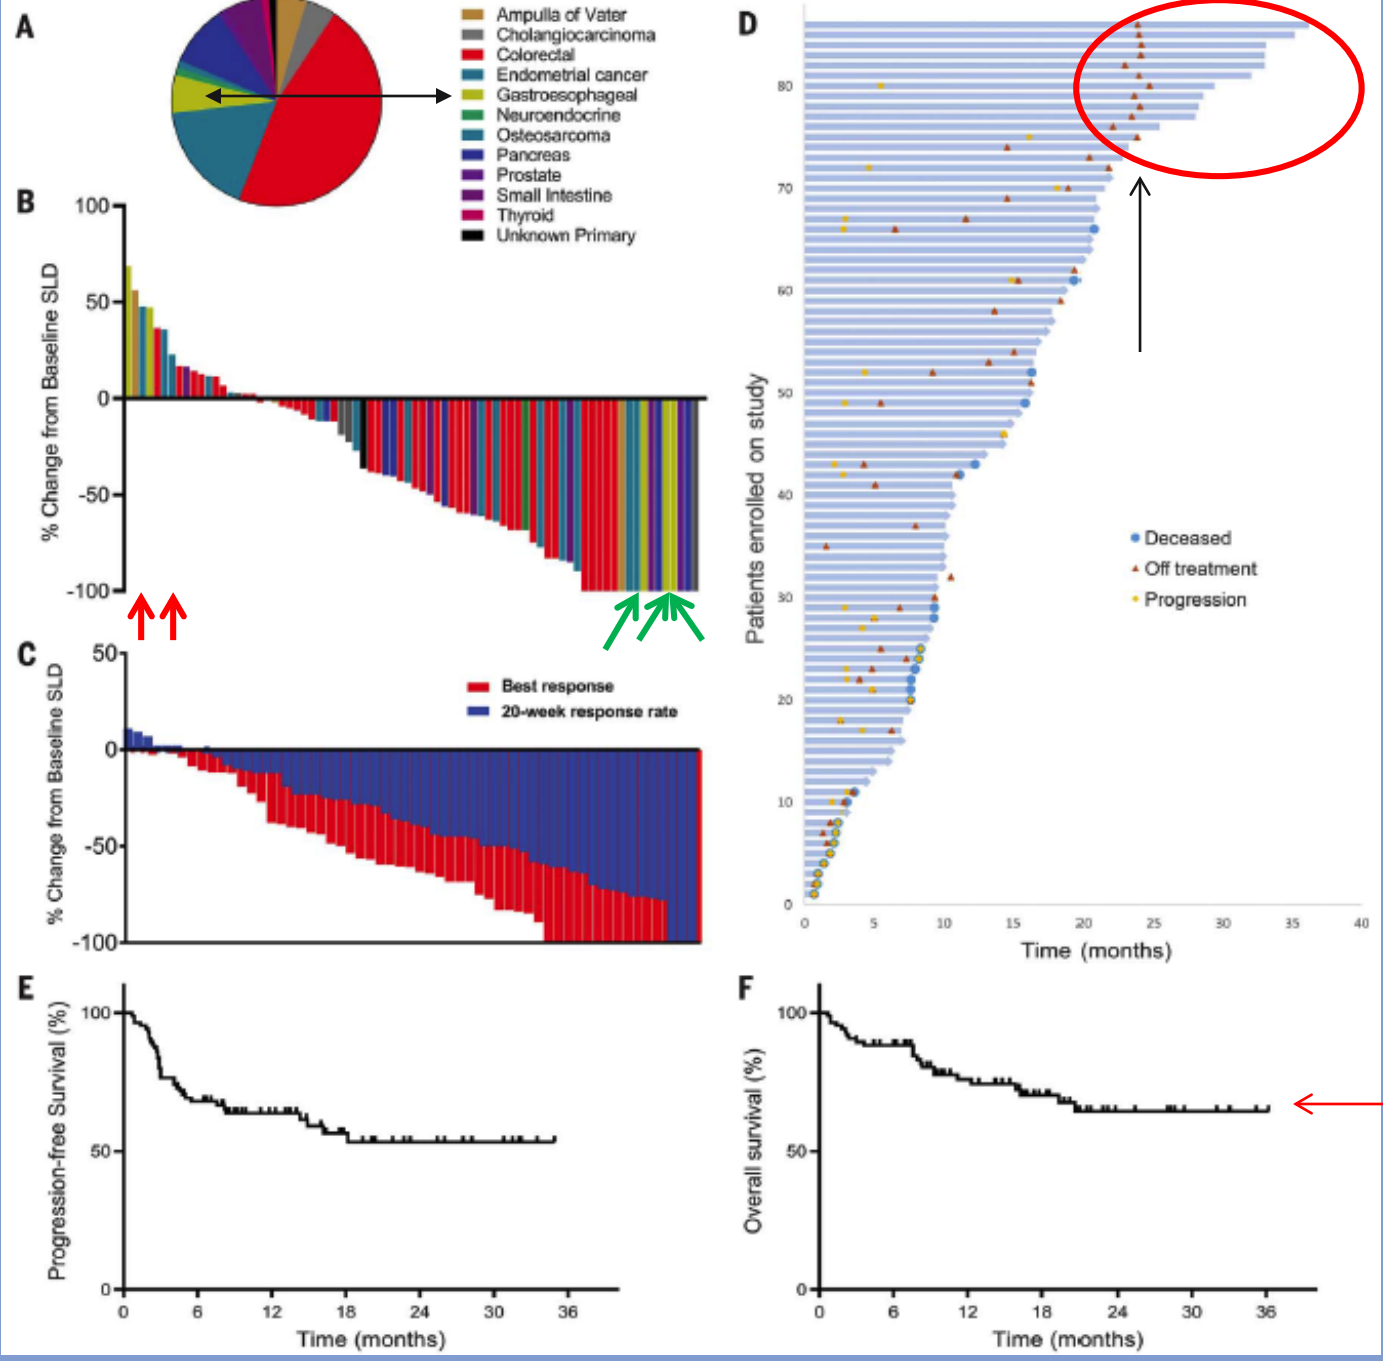 A
Ampulla of Vater
Cholangiocarcinoma
Colorectal
Endometrial cancer
Gastroesophageal
Neuroendocrine
Osteosarcoma
Pancreas
Prostate
Small Intestine
Thyroid
Unknown Primary
B
% Change from Baseline SLD
100
50
0
-50
-100
C
% Change from Baseline SLD
50
0
-50
-100
Best response
20-week response rate
D
Patients enrolled on study
80
70
60
50
40
30
20
10
0
Deceased
Off treatment
Progression
0 5 10 15 20 25 30 35 40
Time (months)
E
Progression-free Survival (%)
100
50
0
0 6 12 18 24 30 36
Time (months)
F
Overall survival (%)
100
50
0
0 6 12 18 24 30 36
Time (months)